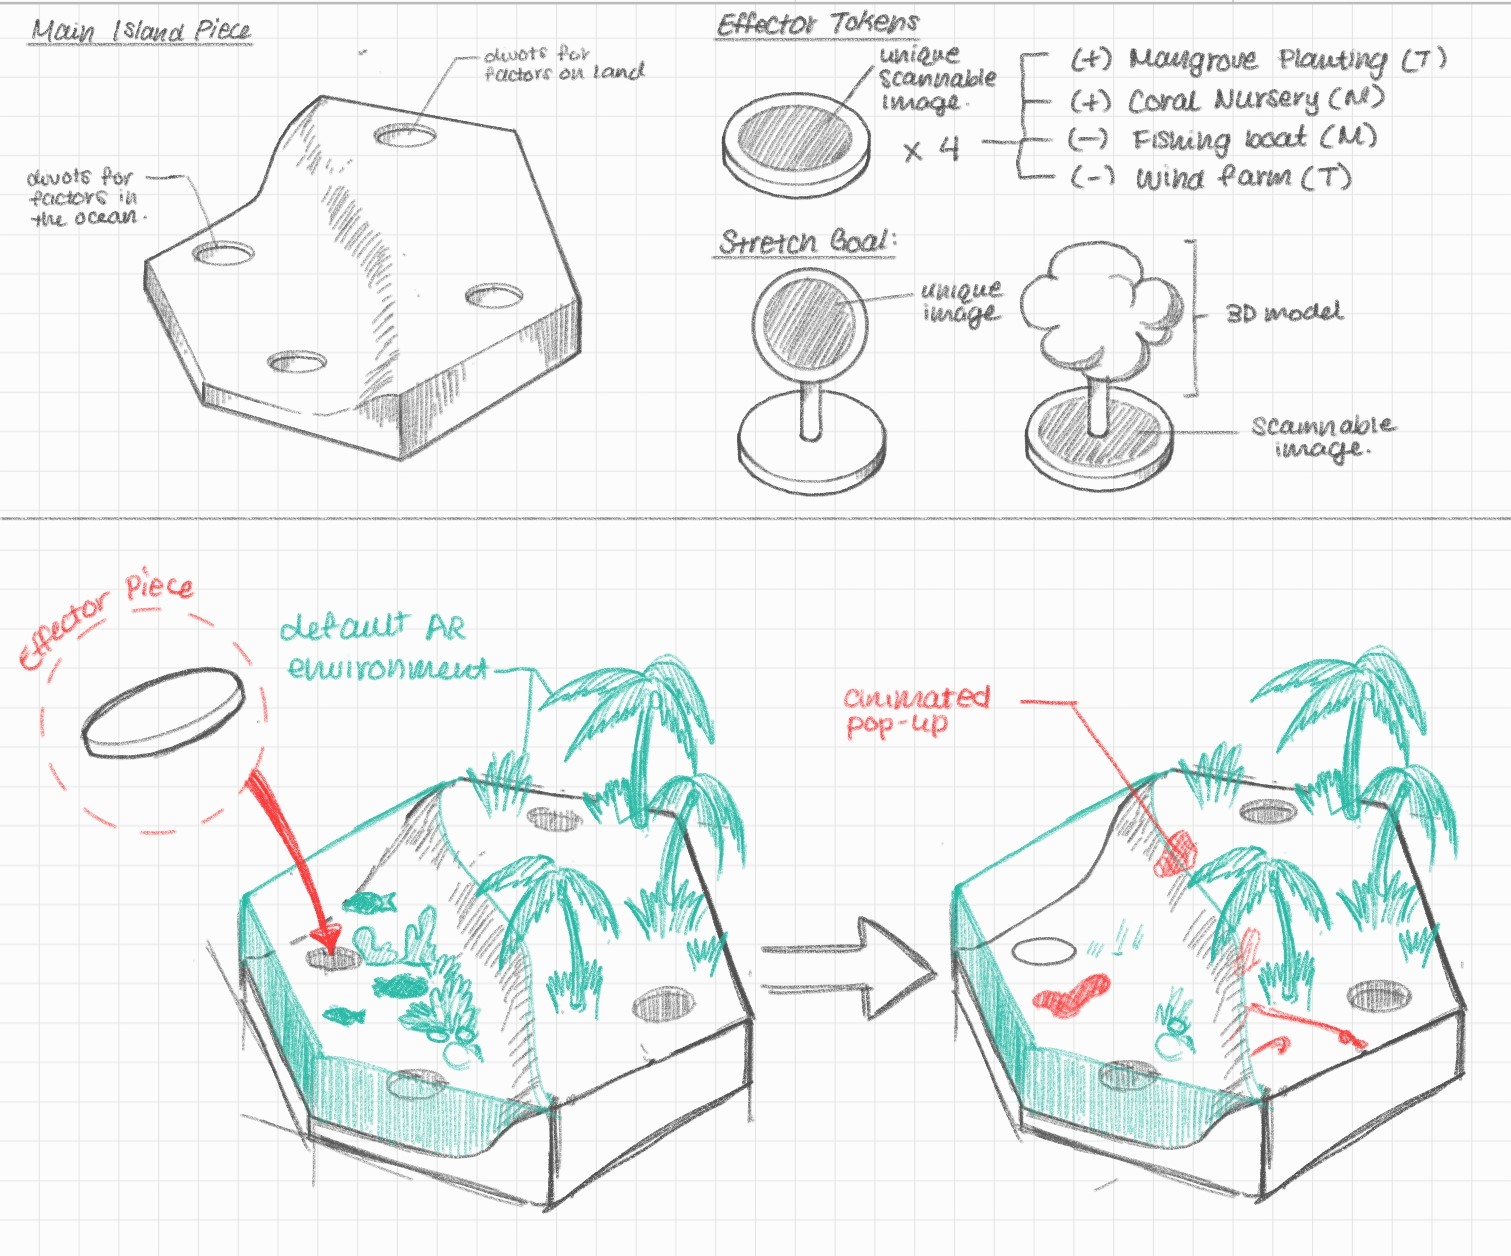 Main Island Piece
divots for
factors on land
divots for
factors in
the ocean.
Effector Tokens
unique
scannable
image.
x 4
(+) Mangrove Planting (T)
(+) Coral Nursery (M)
(-) Fishing boat (M)
(-) Wind farm (T)
Stretch Goal:
unique
image
3D model
scannable
image.
Effector Piece
default AR
environment
animated
pop-up